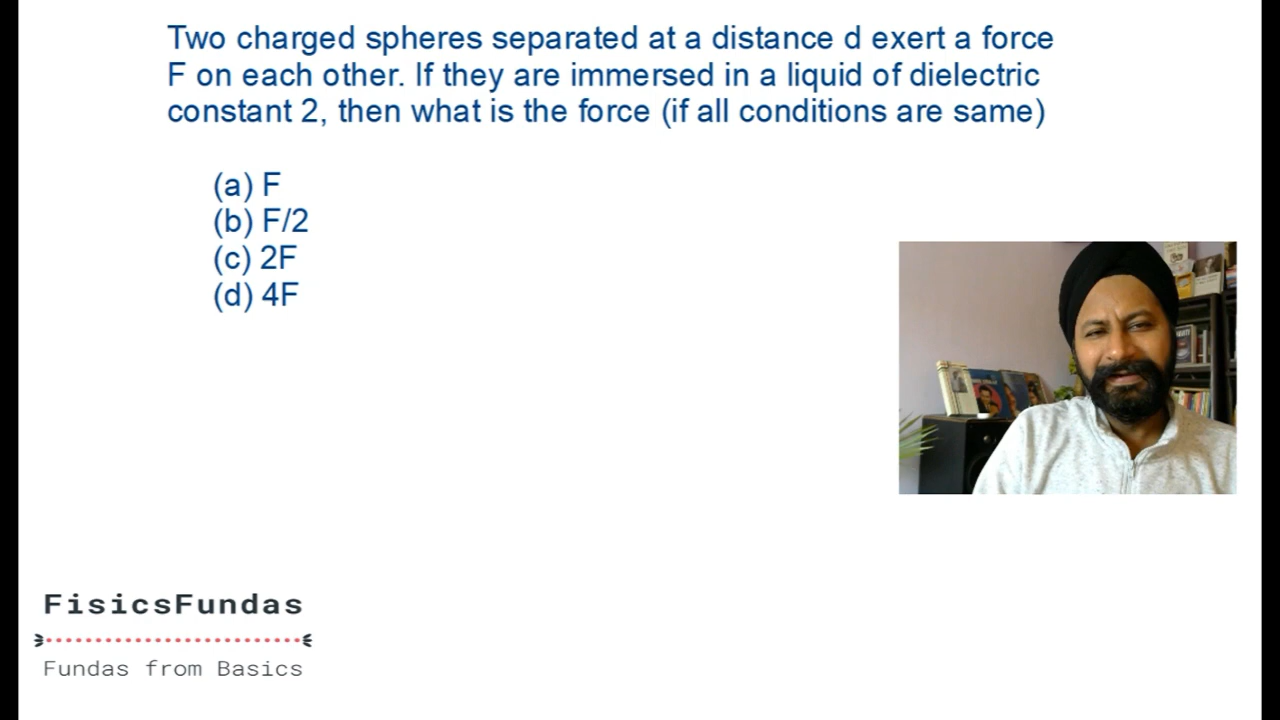 Two charged spheres separated at a distance d exert a force
F on each other. If they are immersed in a liquid of dielectric
constant 2, then what is the force (if all conditions are same)
(a) F
(b) F/2
(c) 2F
(d) 4F
FisicsFundas
Fundas from Basics